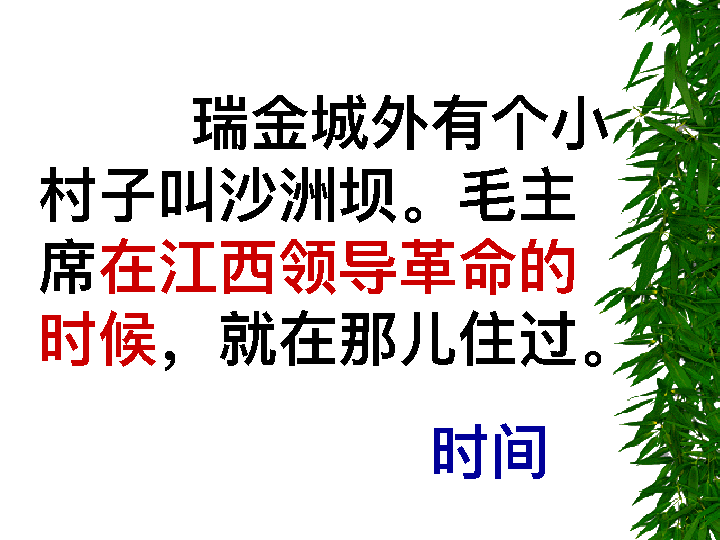 瑞金城外有个小
村子叫沙洲坝。毛主
席在江西领导革命的
时候，就在那儿住过。
时间